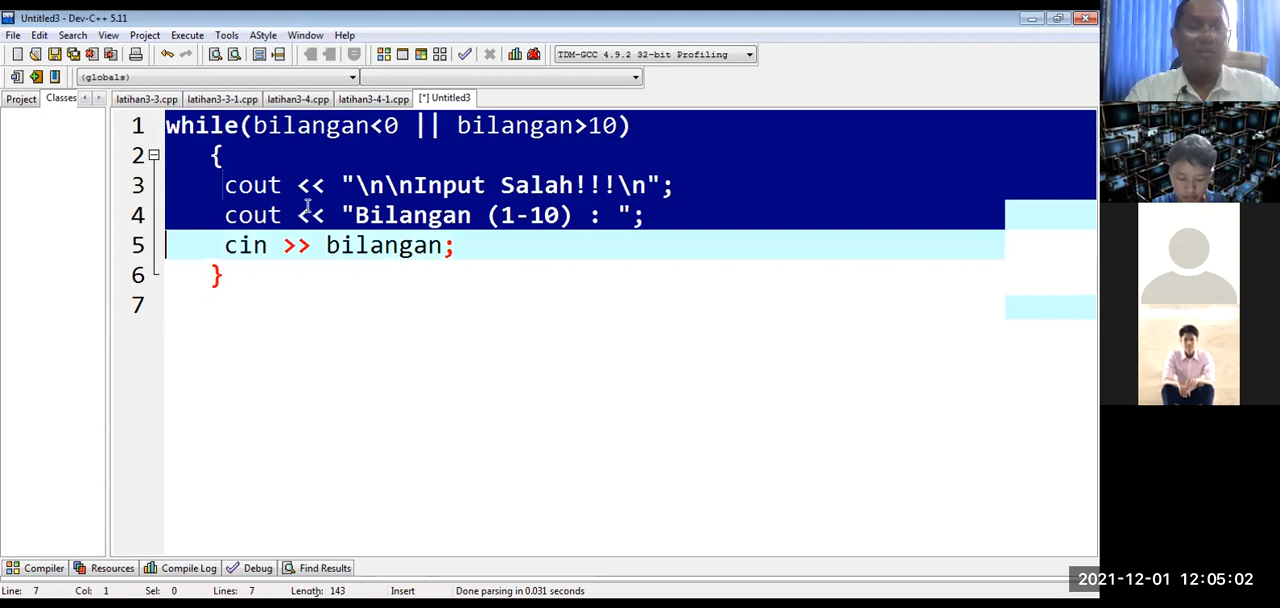 Untitled3 - Dev-C++ 5.11
File Edit Search View Project Execute Tools AStyle Window Help
TDM-GCC 4.9.2 32-bit Profiling
(globals)
Project Classes latihan3-3.cpp latihan3-3-1.cpp latihan3-4.cpp latihan3-4-1.cpp [*] Untitled3
1 while(bilangan<0 || bilangan>10)
2 {
3 cout << "\n\nInput Salah!!!\n";
4 cout << "Bilangan (1-10) : ";
5 cin >> bilangan;
6 }
7
Compiler Resources Compile Log Debug Find Results
Line: 7 Col: 1 Sel: 0 Lines: 7 Length: 143 Insert Done parsing in 0.031 seconds
2021-12-01 12:05:02